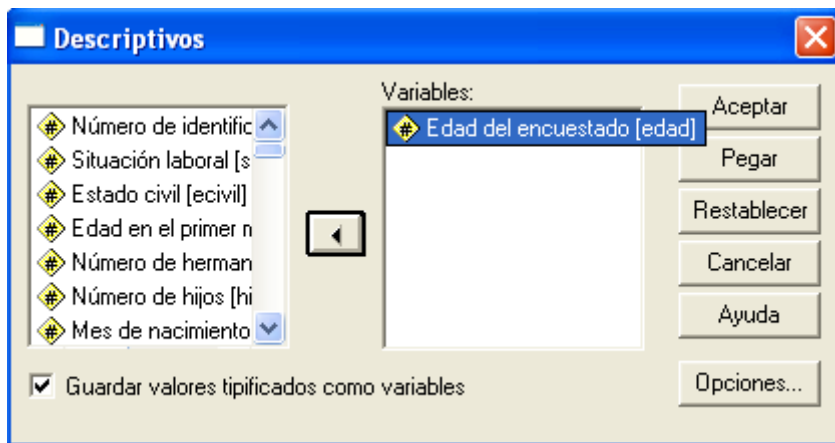 Descriptivos
Número de identific
Situación laboral [s
Estado civil [ecivil]
Edad en el primer n
Número de herman
Número de hijos [hi
Mes de nacimiento
Variables:
Edad del encuestado [edad]
Aceptar
Pegar
Restablecer
Cancelar
Ayuda
Guardar valores tipificados como variables
Opciones...